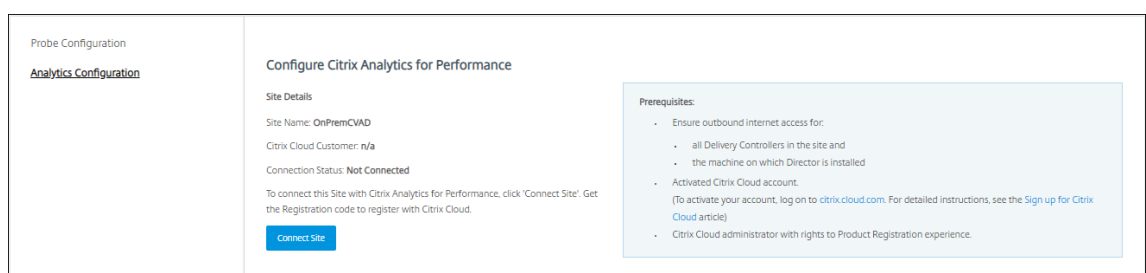 Probe Configuration
Analytics Configuration
Configure Citrix Analytics for Performance
Site Details
Site Name: OnPremCVAD
Citrix Cloud Customer: n/a
Connection Status: Not Connected
To connect this Site with Citrix Analytics for Performance, click 'Connect Site'. Get
the Registration code to register with Citrix Cloud.
Connect Site
Prerequisites:
• Ensure outbound internet access for:
• all Delivery Controllers in the site and
• the machine on which Director is installed
• Activated Citrix Cloud account.
(To activate your account, log on to citrix.cloud.com. For detailed instructions, see the Sign up for Citrix
Cloud article)
• Citrix Cloud administrator with rights to Product Registration experience.